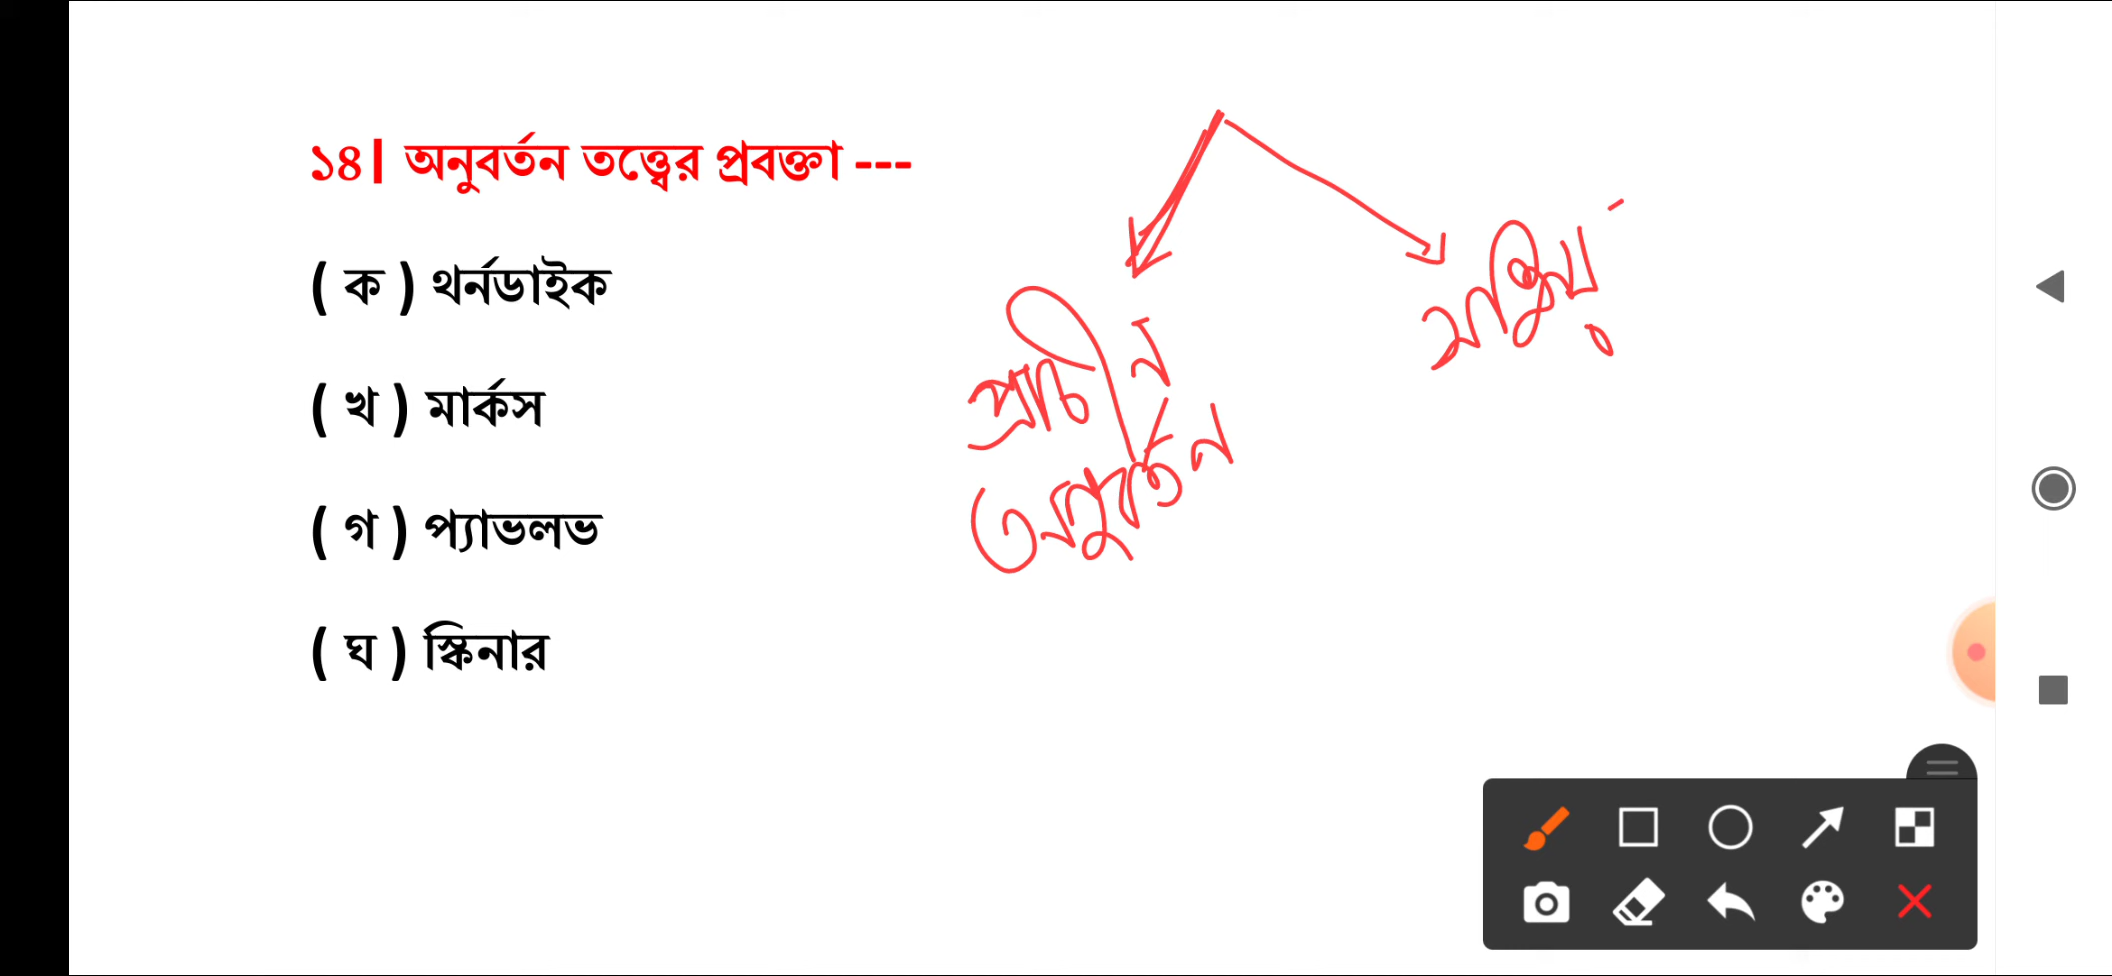 ১৪। অনুবর্তন তত্ত্বের প্রবক্তা ---
( ক ) থর্নডাইক
( খ ) মার্কস
( গ ) প্যাভলভ
( ঘ ) স্কিনার
প্রাচীন
অনুবর্তন
সক্রিয়